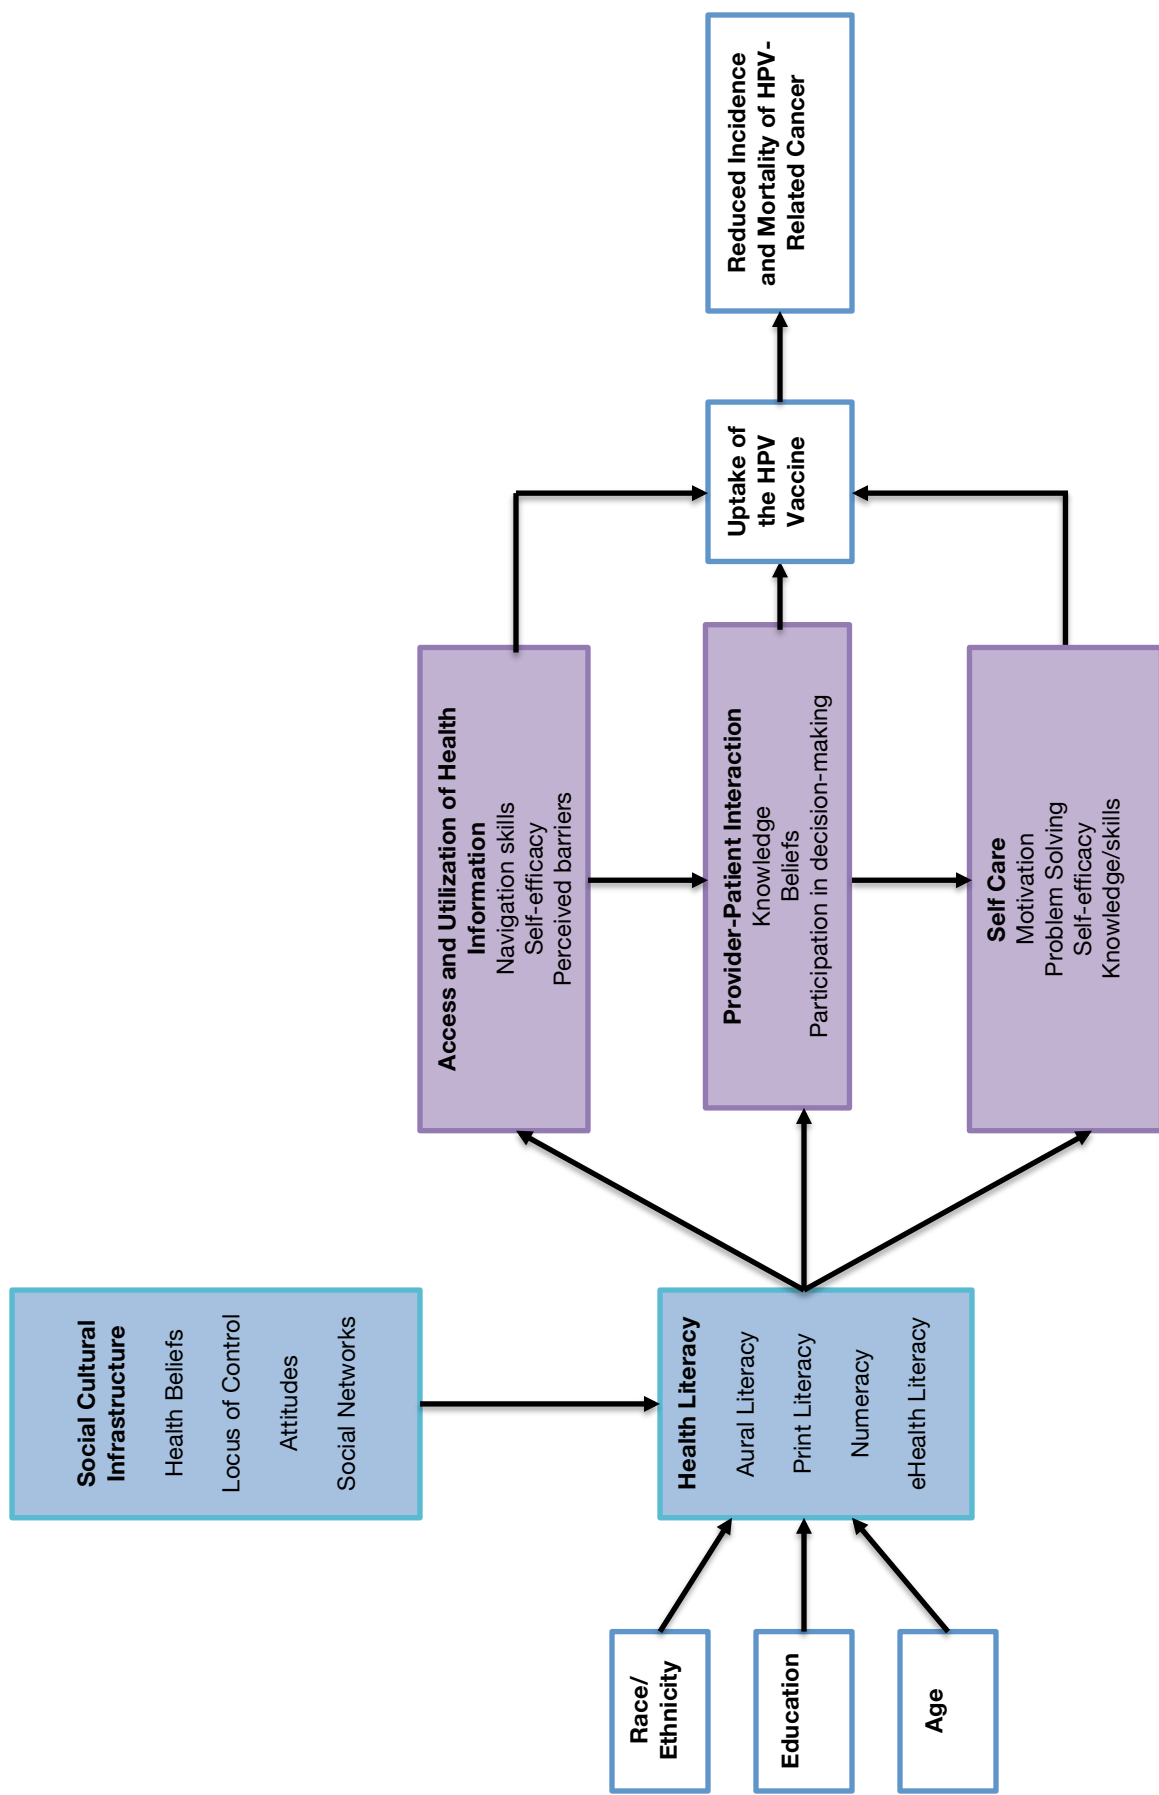 Social Cultural
Infrastructure
Health Beliefs
Locus of Control
Attitudes
Social Networks
Race/
Ethnicity
Education
Age
Health Literacy
Aural Literacy
Print Literacy
Numeracy
eHealth Literacy
Access and Utilization of Health
Information
Navigation skills
Self-efficacy
Perceived barriers
Provider-Patient Interaction
Knowledge
Beliefs
Participation in decision-making
Self Care
Motivation
Problem Solving
Self-efficacy
Knowledge/skills
Uptake of
the HPV
Vaccine
Reduced Incidence
and Mortality of HPV-
Related Cancer